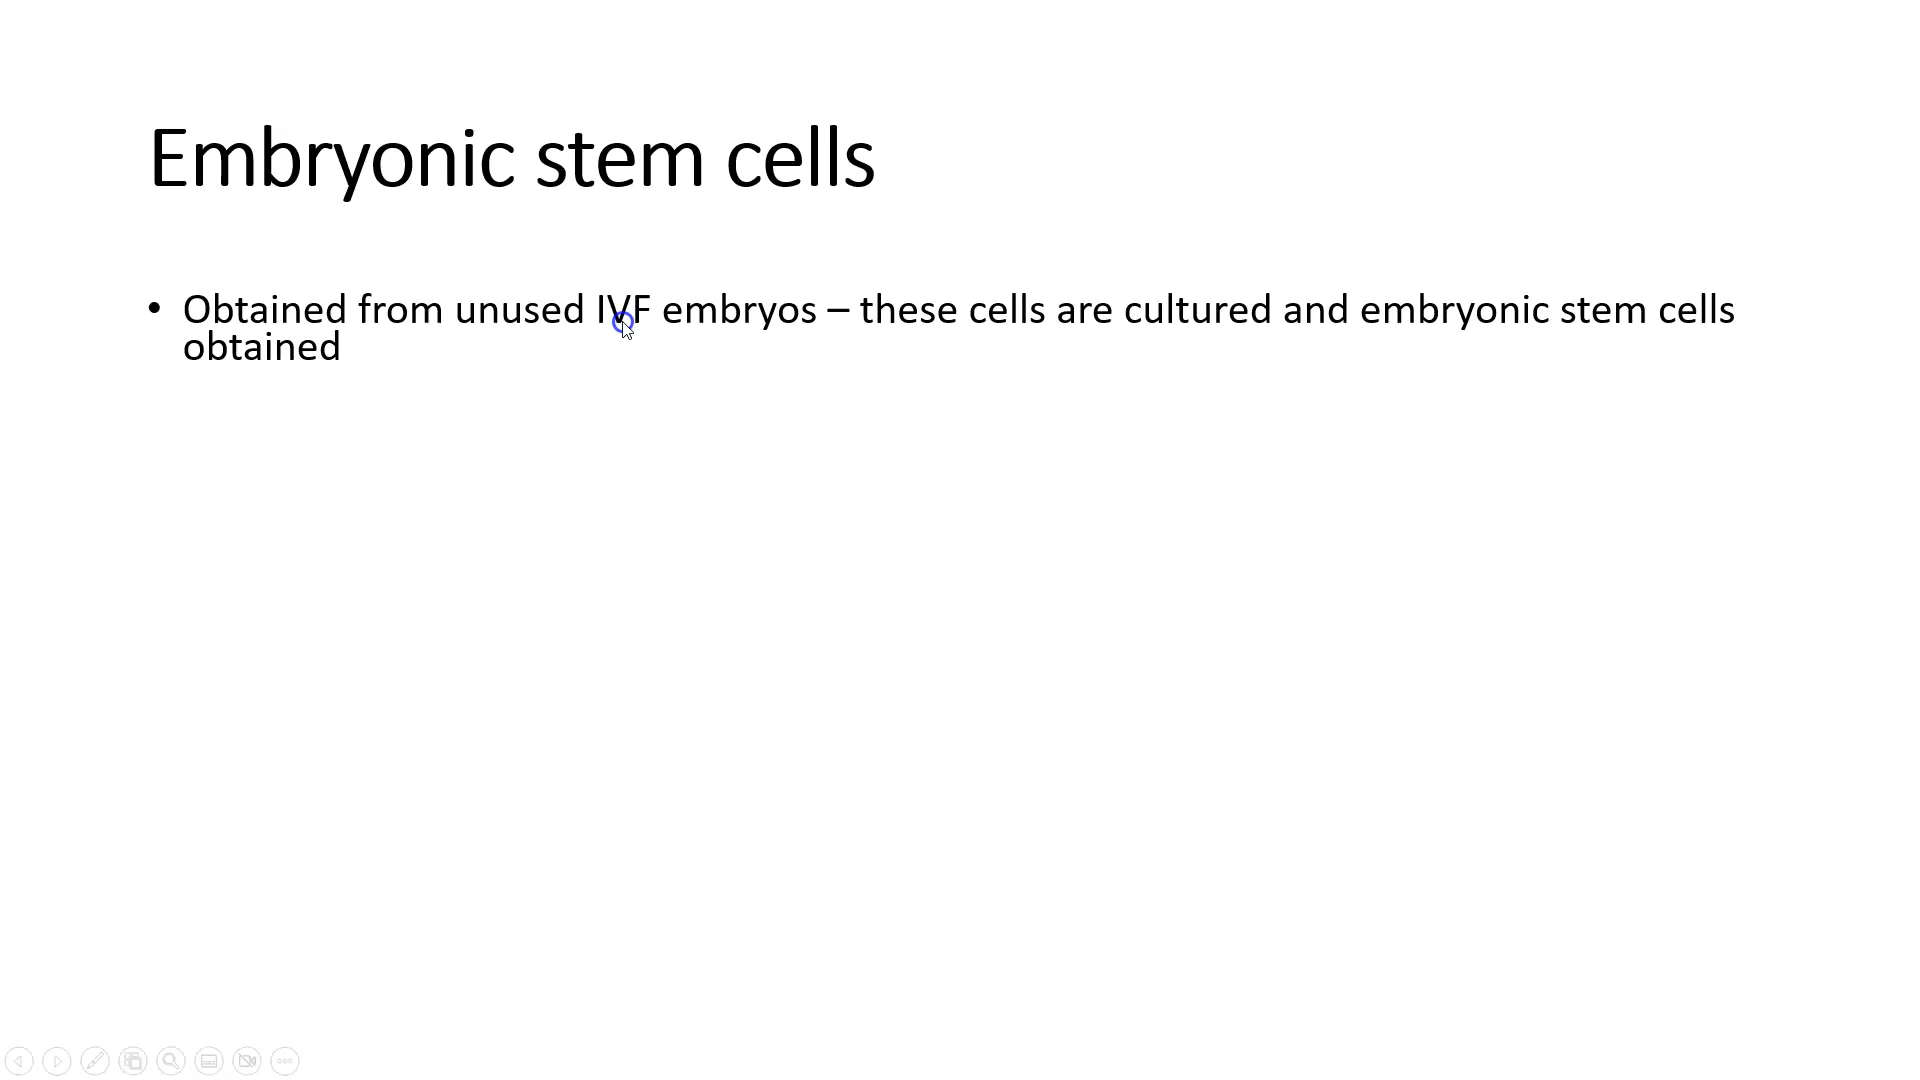 Embryonic stem cells
• Obtained from unused IVF embryos – these cells are cultured and embryonic stem cells
obtained